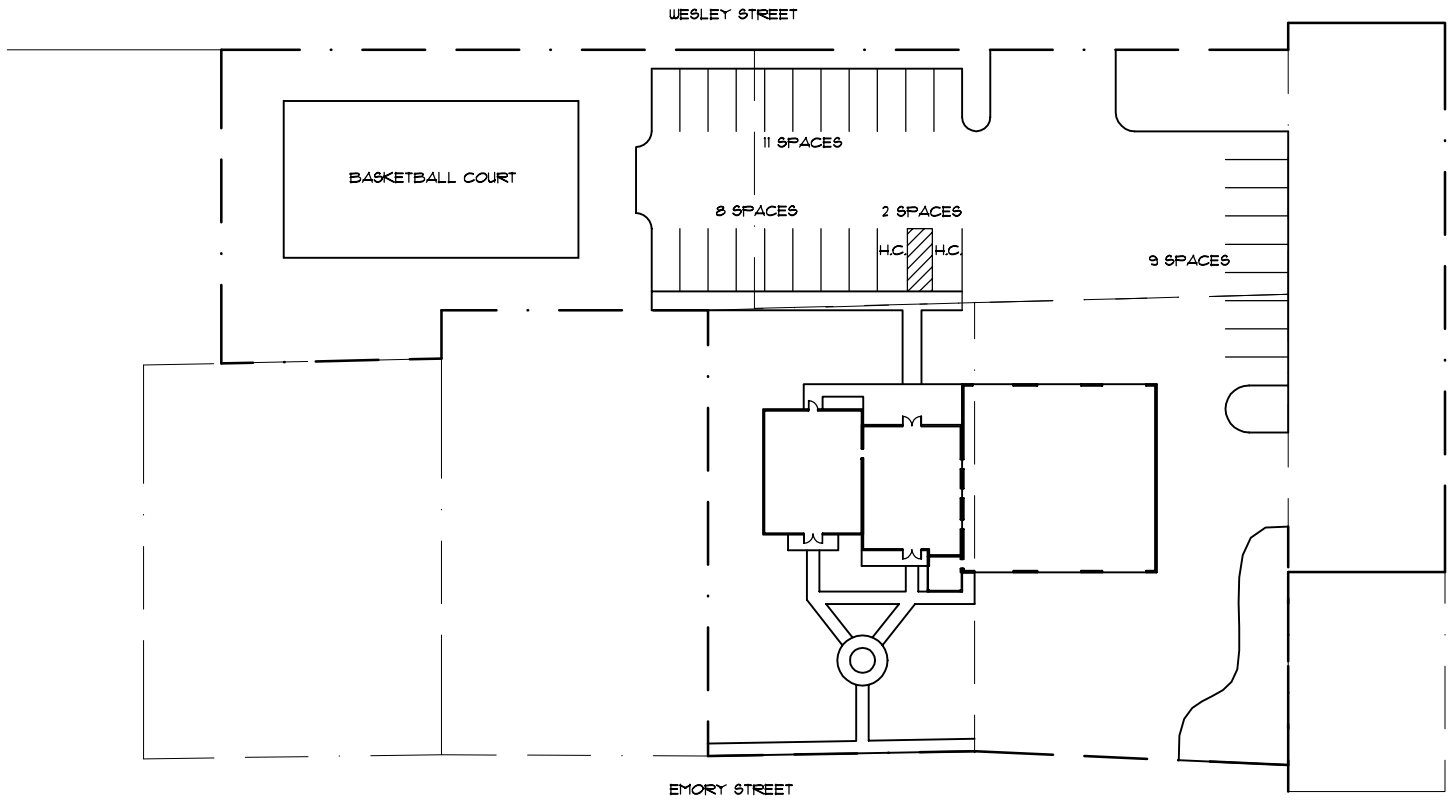 WESLEY STREET
11 SPACES
BASKETBALL COURT
8 SPACES
2 SPACES
H.C.
H.C.
9 SPACES
EMORY STREET